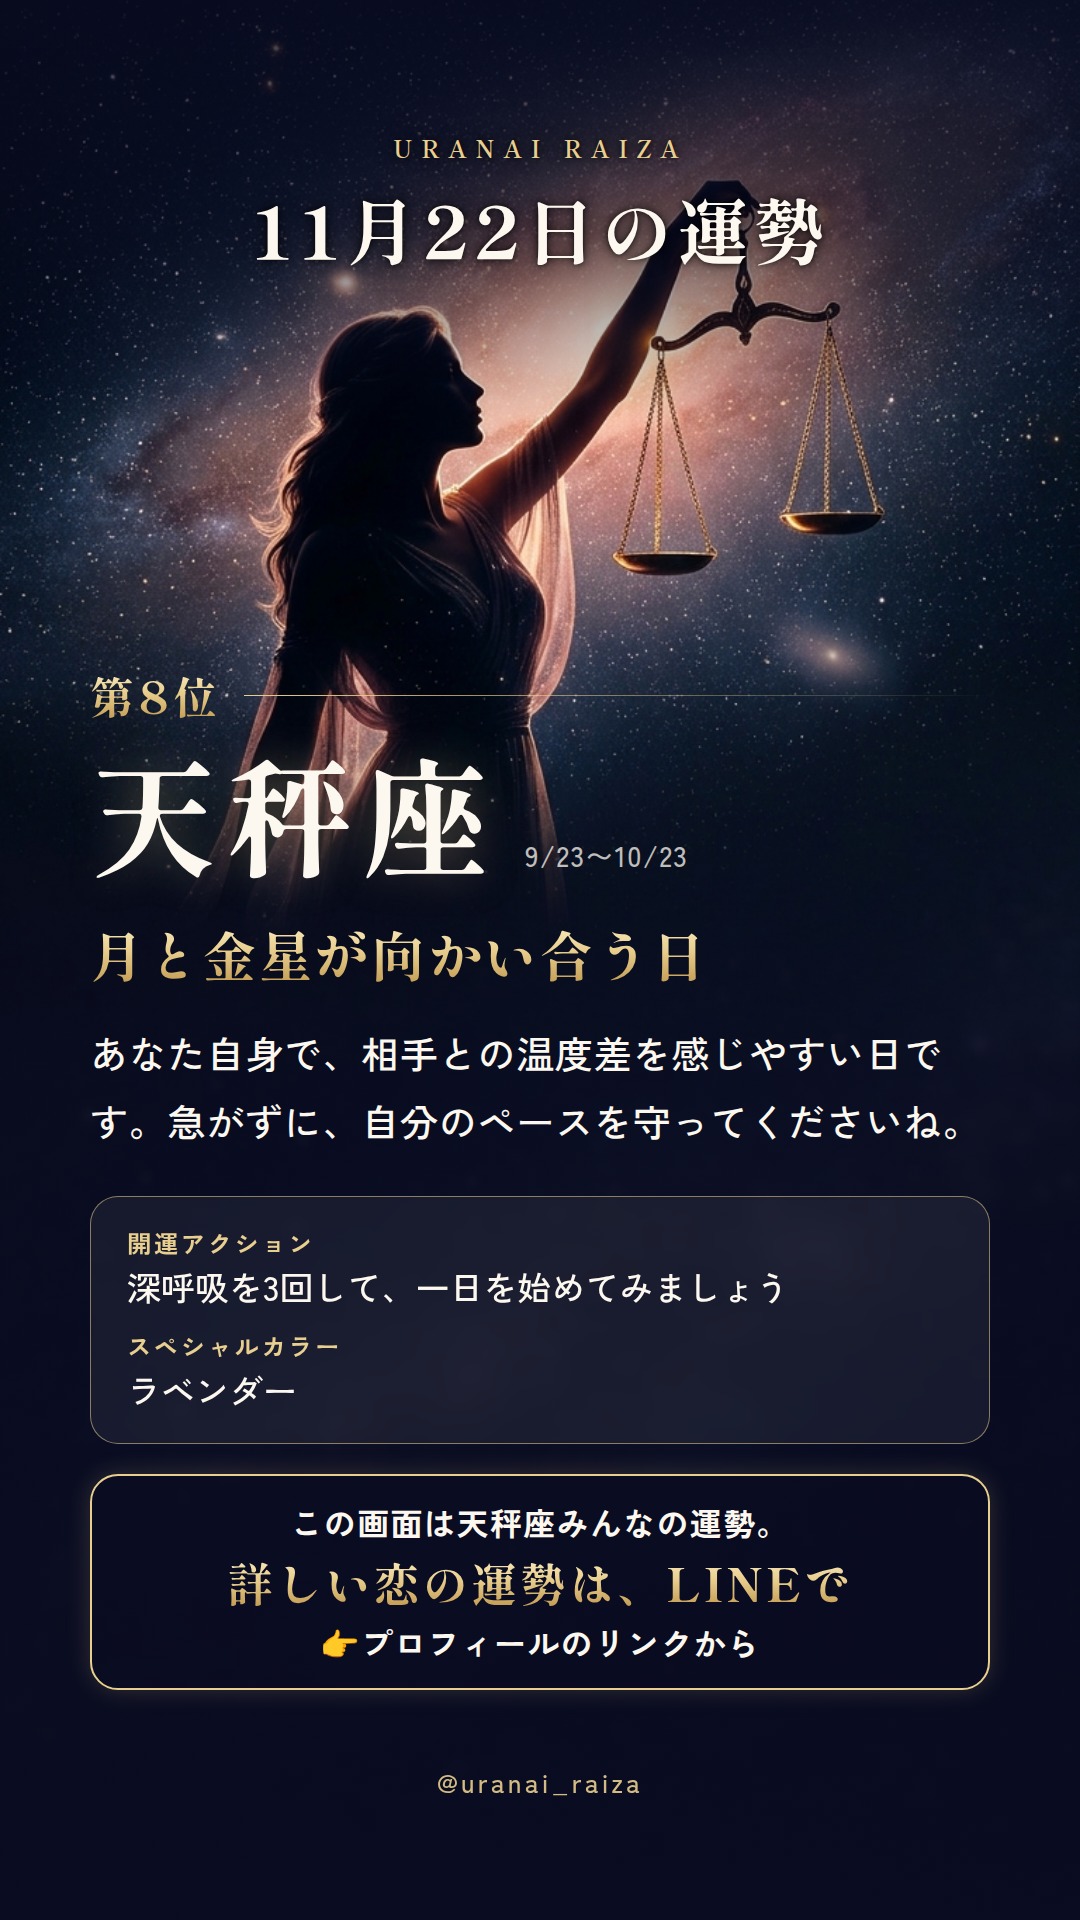 URANAI RAIZA
11月22日の運勢
第8位
天秤座 9/23〜10/23
月と金星が向かい合う日
あなた自身で、相手との温度差を感じやすい日で
す。急がずに、自分のペースを守ってくださいね。
開運アクション
深呼吸を3回して、一日を始めてみましょう
スペシャルカラー
ラベンダー
この画面は天秤座みんなの運勢。
詳しい恋の運勢は、LINEで
👉プロフィールのリンクから
@uranai_raiza